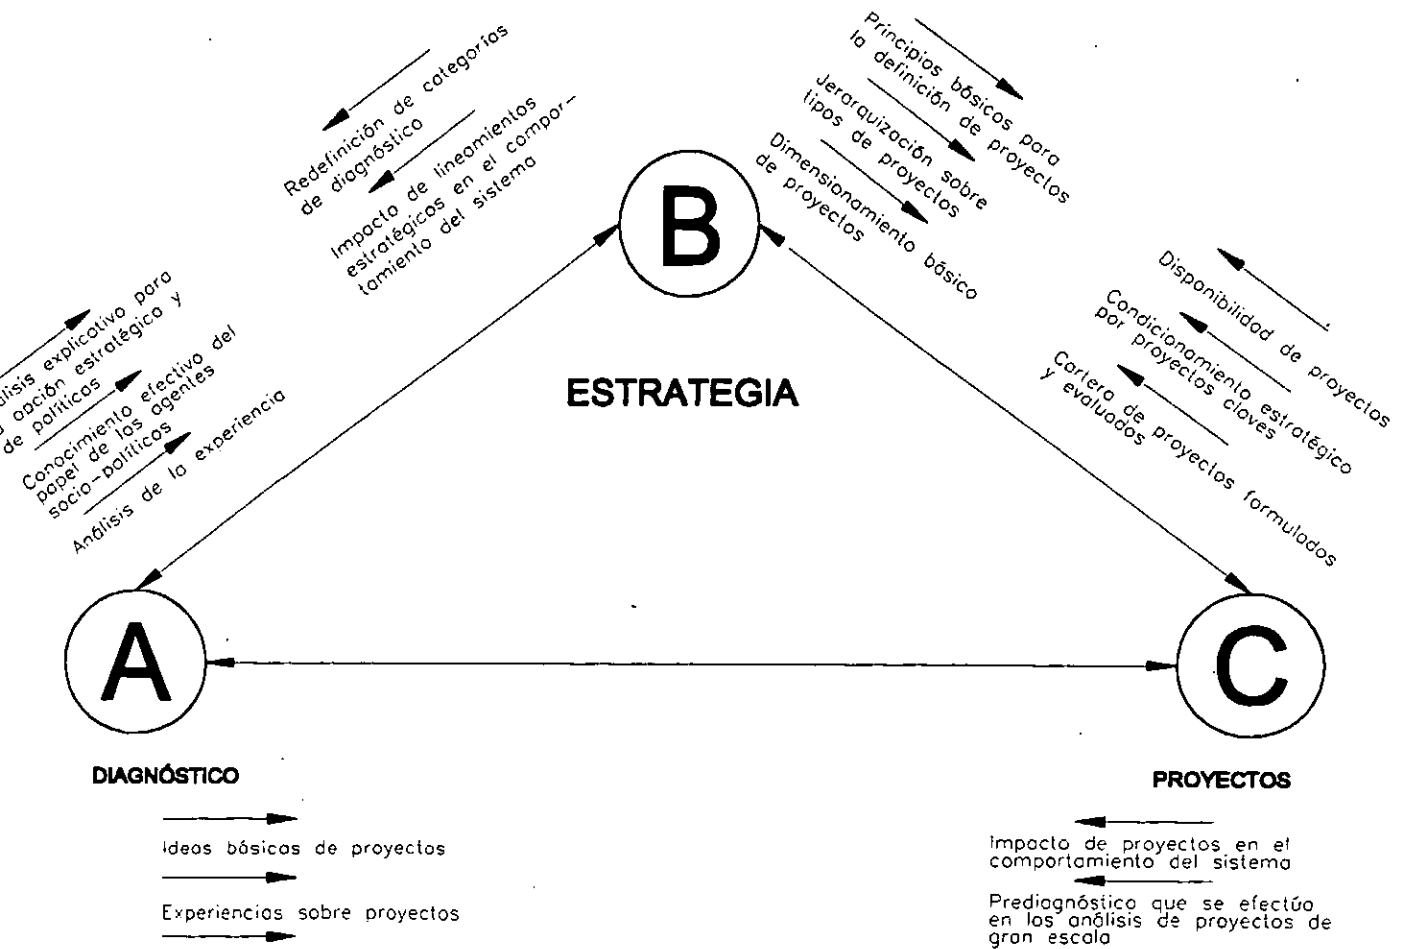 Redefinición de categorías
de diagnóstico
Impacto de lineamientos
estratégicos en el compor-
tamiento del sistema
Principios básicos para
la definición de proyectos
Jerarquización sobre
tipos de proyectos
Dimensionamiento básico
de proyectos
B
ESTRATEGIA
explicativo para
opción estratégico y
de políticas
Conocimiento efectivo del
papel de los agentes
socio-políticos
Análisis de la experiencia
Disponibilidad de proyectos
Condicionamiento estratégico
por proyectos claves
Cartera de proyectos formulados
y evaluados
A
DIAGNÓSTICO
C
PROYECTOS
Ideas básicas de proyectos
Experiencias sobre proyectos
Impacto de proyectos en el
comportamiento del sistema
Prediagnóstico que se efectúa
en los análisis de proyectos de
gran escala